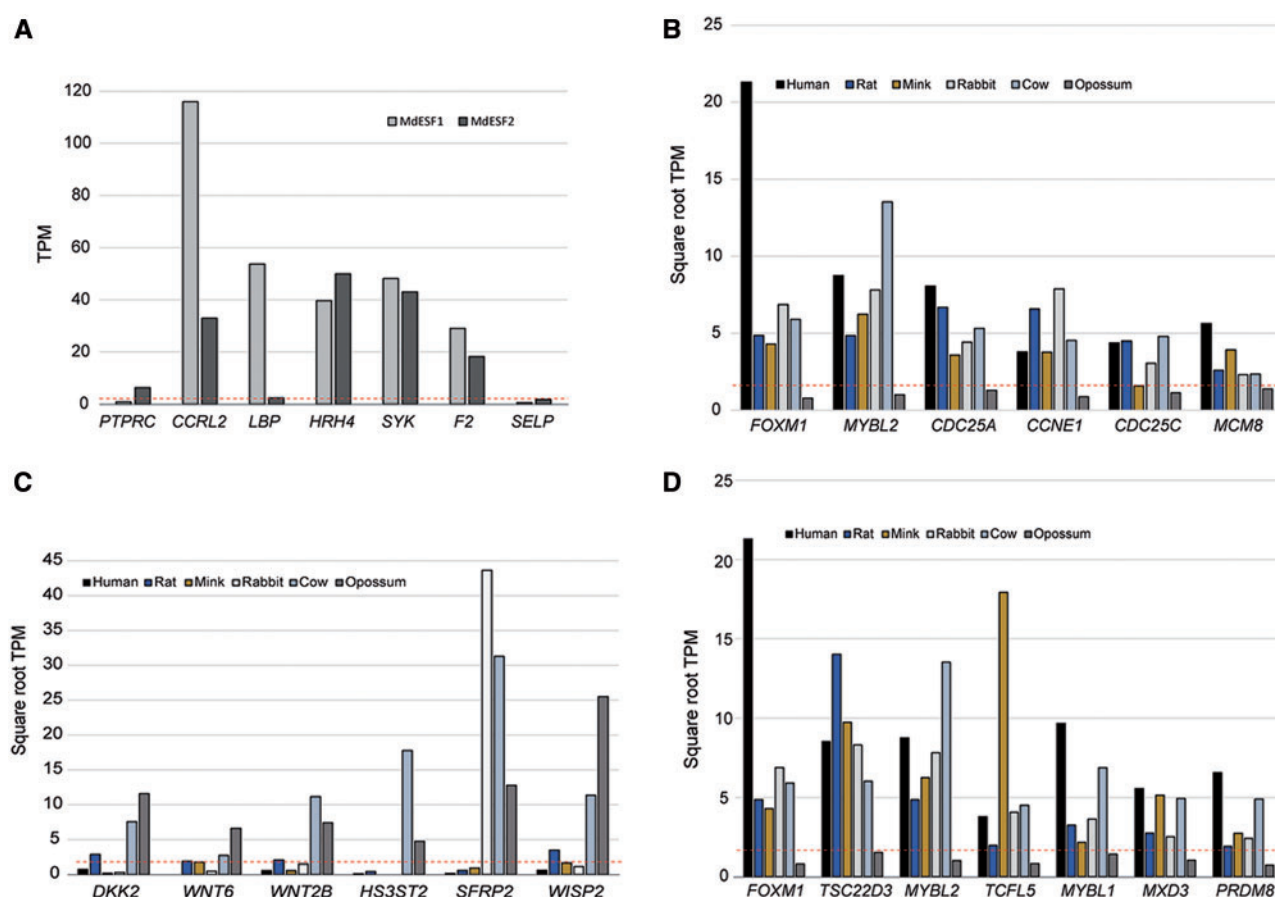 A
TPM
120
100
80
60
40
20
0
MdESF1 MdESF2
PTPRC CCRL2 LBP HRH4 SYK F2 SELP
B
Square root TPM
25
20
15
10
5
0
Human Rat Mink Rabbit Cow Opossum
FOXM1 MYBL2 CDC25A CCNE1 CDC25C MCM8
C
Square root TPM
45
40
35
30
25
20
15
10
5
0
Human Rat Mink Rabbit Cow Opossum
DKK2 WNT6 WNT2B HS3ST2 SFRP2 WISP2
D
Square root TPM
25
20
15
10
5
0
Human Rat Mink Rabbit Cow Opossum
FOXM1 TSC22D3 MYBL2 TCFL5 MYBL1 MXD3 PRDM8